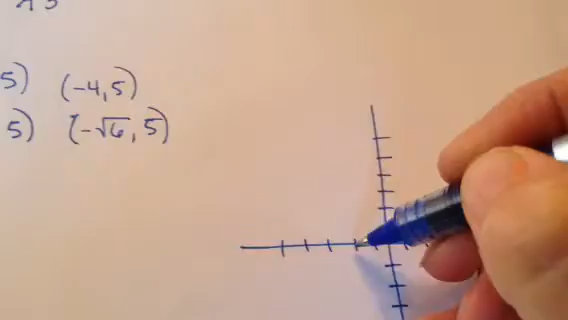 5) (-4,5)
5) (-√6, 5)